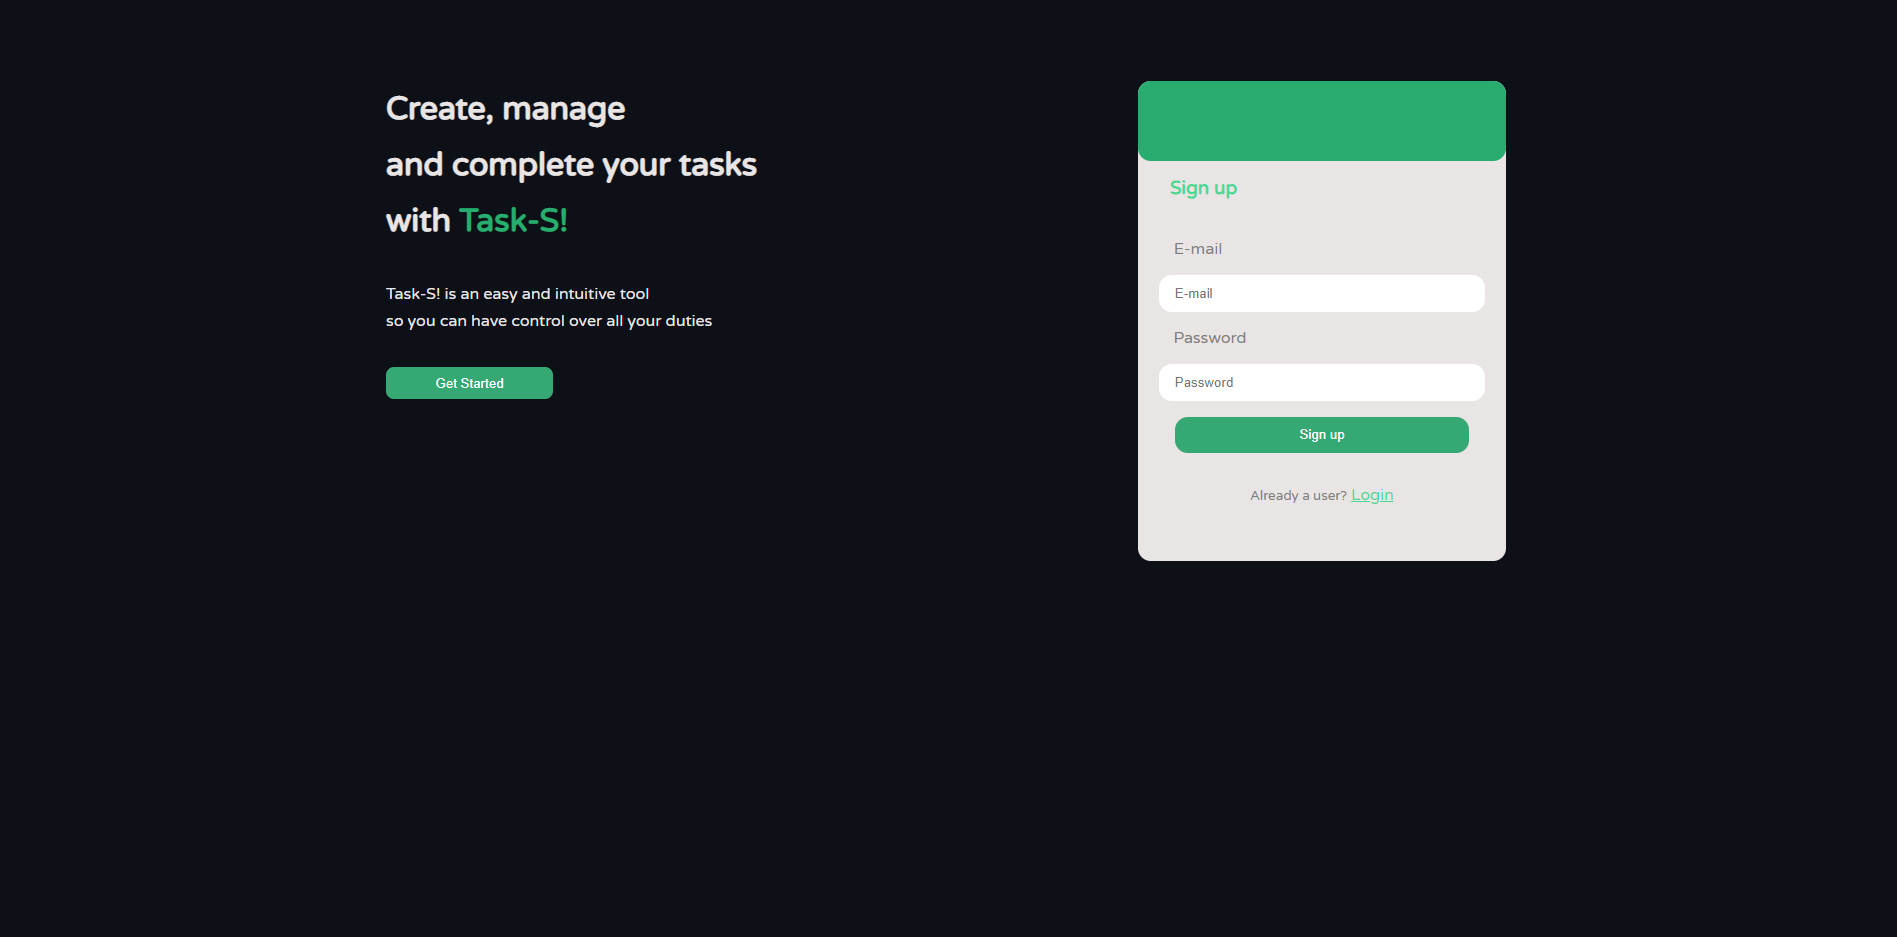 Create, manage
and complete your tasks
with Task-S!
Task-S! is an easy and intuitive tool
so you can have control over all your duties
Get Started
Sign up
E-mail
E-mail
Password
Password
Sign up
Already a user? Login